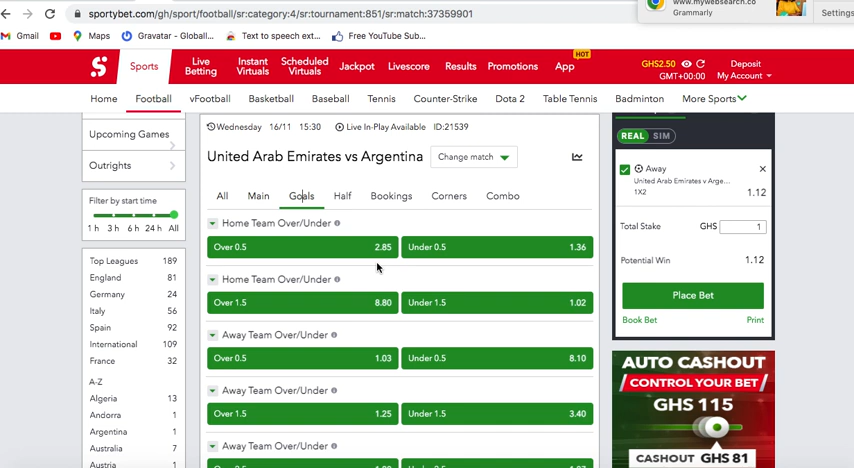 sportybet.com/gh/sport/football/sr:category:4/sr:tournament:851/sr:match:37359901
www.mywebsearch.co
Grammarly
Settings
M Gmail
YouTube
Maps
Gravatar - Globall...
Text to speech ext...
Free YouTube Sub...
Sports
Live Betting
Instant Virtuals
Scheduled Virtuals
Jackpot
Livescore
Results
Promotions
App
HOT
GHS2.50
GMT+00:00
Deposit
My Account
Home
Football
vFootball
Basketball
Baseball
Tennis
Counter-Strike
Dota 2
Table Tennis
Badminton
More Sports
Upcoming Games
Outrights
Filter by start time
1 h 3 h 6 h 24 h All
Top Leagues 189
England 81
Germany 24
Italy 56
Spain 92
International 109
France 32
A-Z
Algeria 13
Andorra 1
Argentina 1
Australia 7
Austria 1
Wednesday 16/11 15:30 Live In-Play Available ID:21539
United Arab Emirates vs Argentina
Change match
All Main Goals Half Bookings Corners Combo
Home Team Over/Under
Over 0.5 2.85 Under 0.5 1.36
Home Team Over/Under
Over 1.5 8.80 Under 1.5 1.02
Away Team Over/Under
Over 0.5 1.03 Under 0.5 8.10
Away Team Over/Under
Over 1.5 1.25 Under 1.5 3.40
Away Team Over/Under
REAL SIM
Away
United Arab Emirates v Arge...
1X2 1.12
Total Stake GHS 1
Potential Win 1.12
Place Bet
Book Bet Print
AUTO CASHOUT
CONTROL YOUR BET
GHS 115
CASHOUT GHS 81